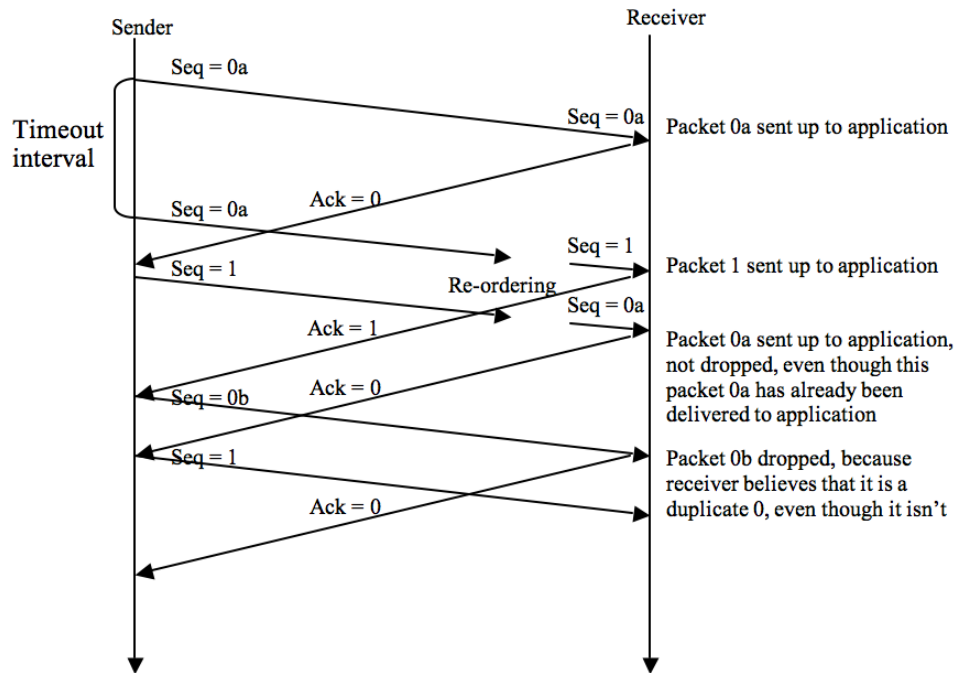 Sender
Receiver
Seq = 0a
Seq = 0a
Packet 0a sent up to application
Timeout
interval
Ack = 0
Seq = 0a
Seq = 1
Packet 1 sent up to application
Seq = 1
Re-ordering
Seq = 0a
Ack = 1
Packet 0a sent up to application,
not dropped, even though this
packet 0a has already been
delivered to application
Ack = 0
Seq = 0b
Seq = 1
Packet 0b dropped, because
receiver believes that it is a
duplicate 0, even though it isn’t
Ack = 0